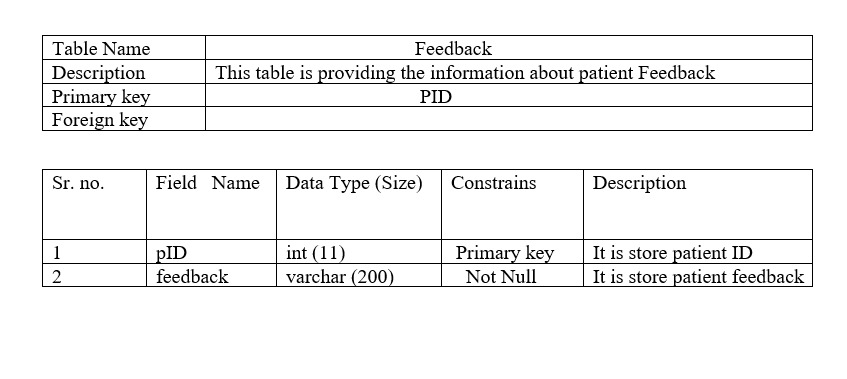 Table Name Feedback
Description This table is providing the information about patient Feedback
Primary key PID
Foreign key
Sr. no. Field Name Data Type (Size) Constrains Description
1 pID int (11) Primary key It is store patient ID
2 feedback varchar (200) Not Null It is store patient feedback